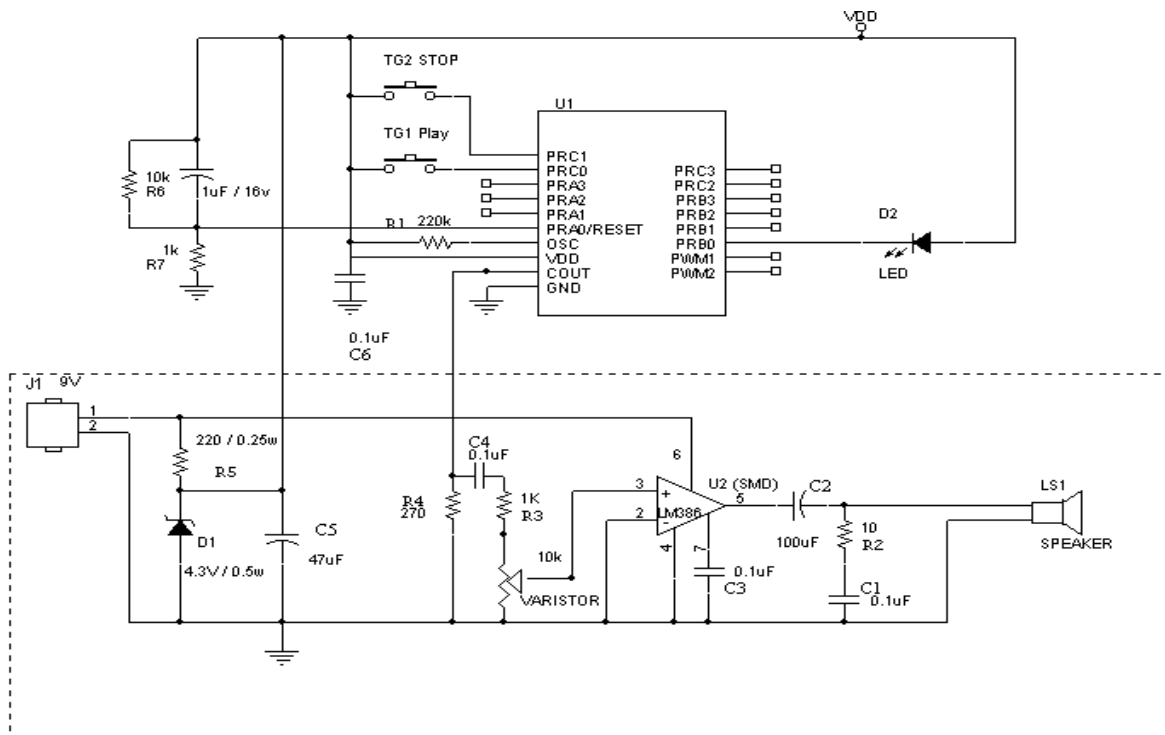 VDD
TG2 STOP
U1
TG1 Play
PRC1
PRC0
PRA3
PRA2
PRA1
PRA0/RESET
OSC
VDD
COUT
GND
PRC3
PRC2
PRB3
PRB2
PRB1
PRB0
PWM1
PWM2
10k
R6
1uF / 16v
R1 220k
D2
LED
1k
R7
0.1uF
C6
J1 9V
1
2
220 / 0.25w
R5
C4
0.1uF
6
R4
270
1K
R3
3
2
U2 (SMD)
5
LM386
+
-
C2
LS1
D1
4.3V / 0.5w
C5
47uF
10k
VARISTOR
4
7
0.1uF
C3
100uF
10
R2
SPEAKER
C1
0.1uF